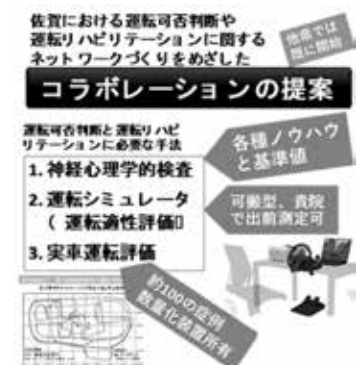 佐賀における運転可否判断や
運転リハビリテーションに関する
ネットワークづくりをめざした
他県では
既に開始
コラボレーションの提案
運転可否判断と運転リハビ
リテーションに必要な手法
各種ノウハウ
と基準値
1. 神経心理学的検査
2. 運転シミュレータ
( 運転適性評価
可搬型、貴院
で出前測定可
3. 実車運転評価
約100の症例
数量化装置所有